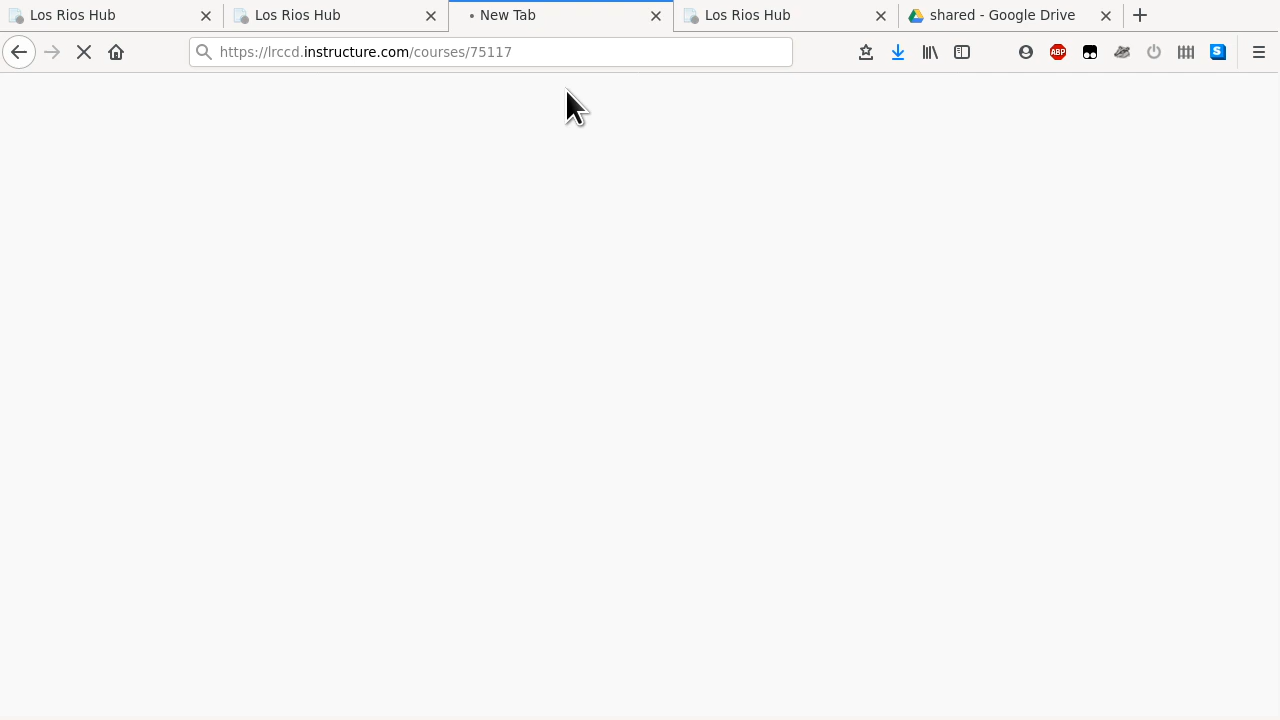 Los Rios Hub
Los Rios Hub
New Tab
Los Rios Hub
shared - Google Drive
https://lrccd.instructure.com/courses/75117
ABP
S